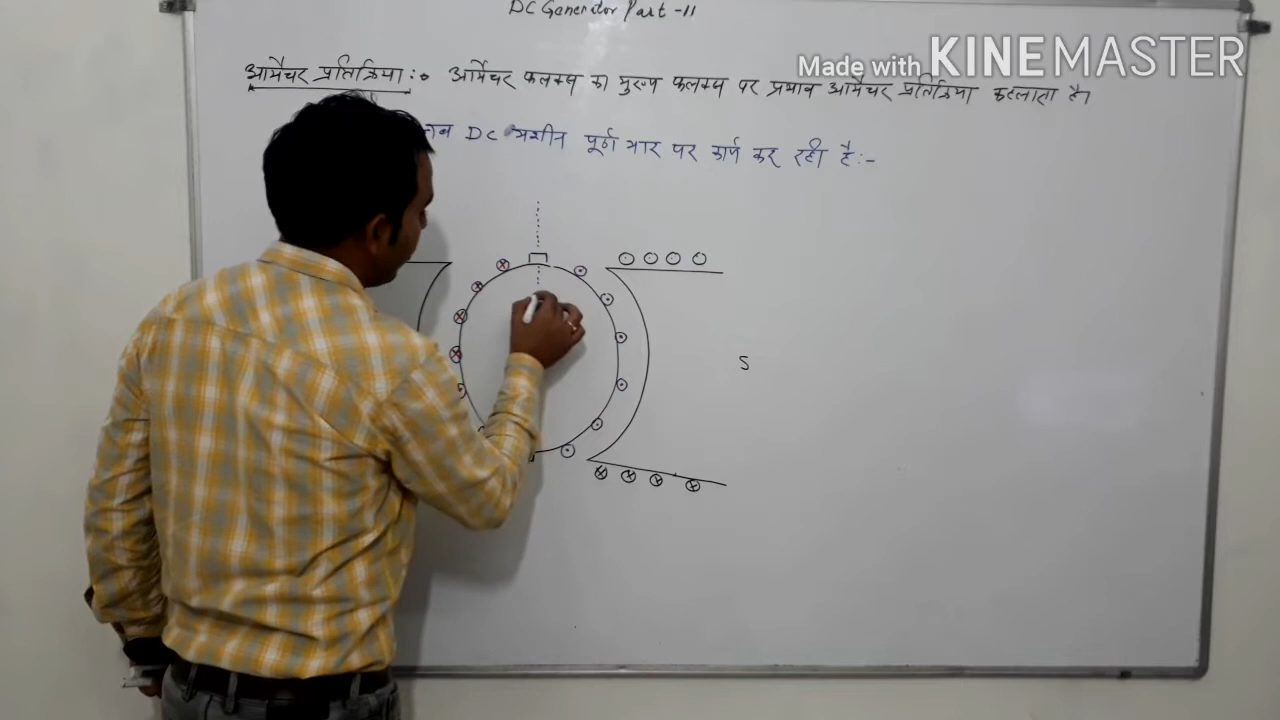 DC Generator Part -11
Made with KINEMASTER
आर्मेचर प्रतिक्रिया :- आर्मेचर फलक्स का मुख्य फलक्स पर प्रभाव आर्मेचर प्रतिक्रिया कहलाता है।
जब DC मशीन पूर्ण भार पर कार्य कर रही है :-
S